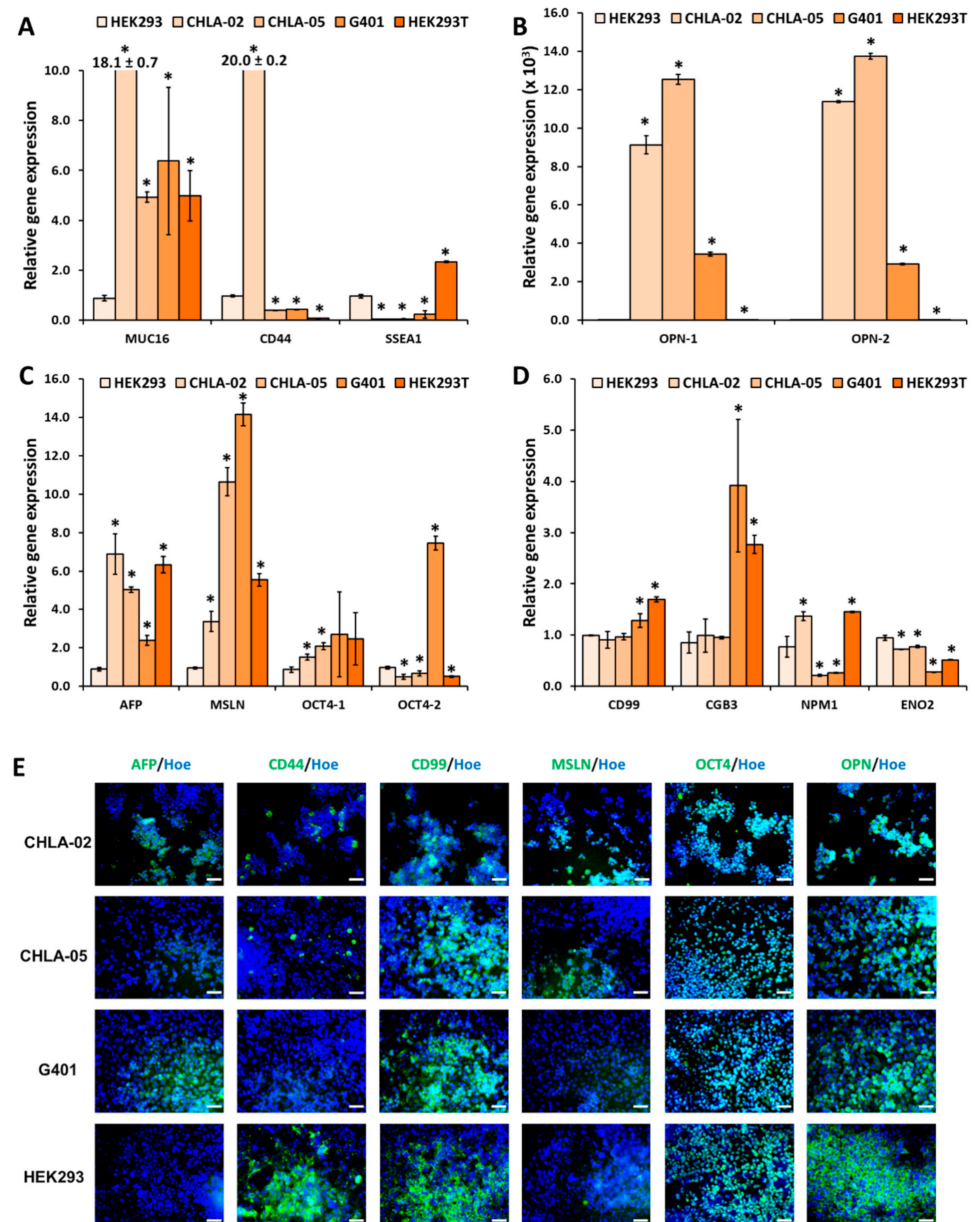 A
HEK293 CHLA-02 CHLA-05 G401 HEK293T
*
18.1 ± 0.7
*
20.0 ± 0.2
10.0
8.0
6.0
4.0
2.0
0.0
Relative gene expression
* * *
* * *
* * * *
MUC16 CD44 SSEA1
B
HEK293 CHLA-02 CHLA-05 G401 HEK293T
16.0
14.0
12.0
10.0
8.0
6.0
4.0
2.0
0.0
Relative gene expression (x 10³)
* * * *
* * * *
OPN-1 OPN-2
C
HEK293 CHLA-02 CHLA-05 G401 HEK293T
16.0
14.0
12.0
10.0
8.0
6.0
4.0
2.0
0.0
Relative gene expression
* * * *
* * * *
* *
* * * *
AFP MSLN OCT4-1 OCT4-2
D
HEK293 CHLA-02 CHLA-05 G401 HEK293T
6.0
5.0
4.0
3.0
2.0
1.0
0.0
Relative gene expression
* *
* *
* * * *
* * * *
CD99 CGB3 NPM1 ENO2
E
AFP/Hoe CD44/Hoe CD99/Hoe MSLN/Hoe OCT4/Hoe OPN/Hoe
CHLA-02
CHLA-05
G401
HEK293